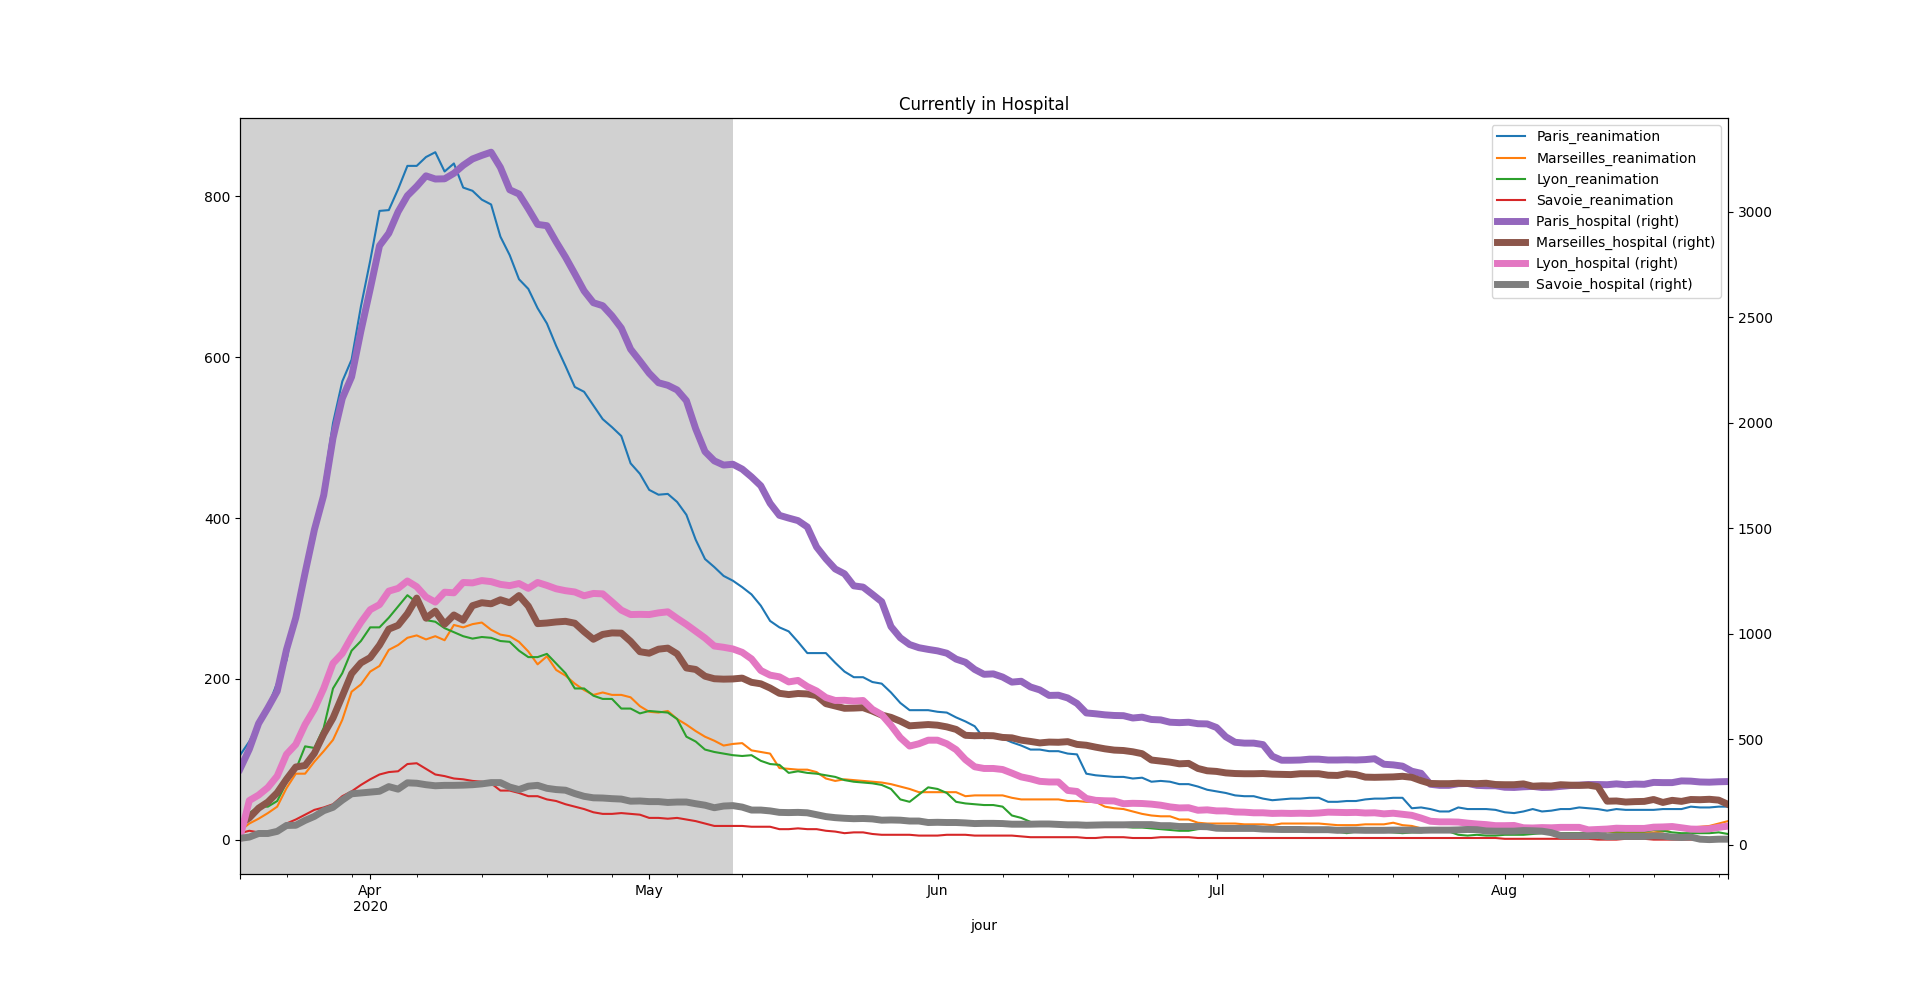 Currently in Hospital
Paris_reanimation
Marseilles_reanimation
Lyon_reanimation
Savoie_reanimation
Paris_hospital (right)
Marseilles_hospital (right)
Lyon_hospital (right)
Savoie_hospital (right)
800
600
400
200
0
3000
2500
2000
1500
1000
500
0
Apr
2020
May
Jun
Jul
Aug
jour